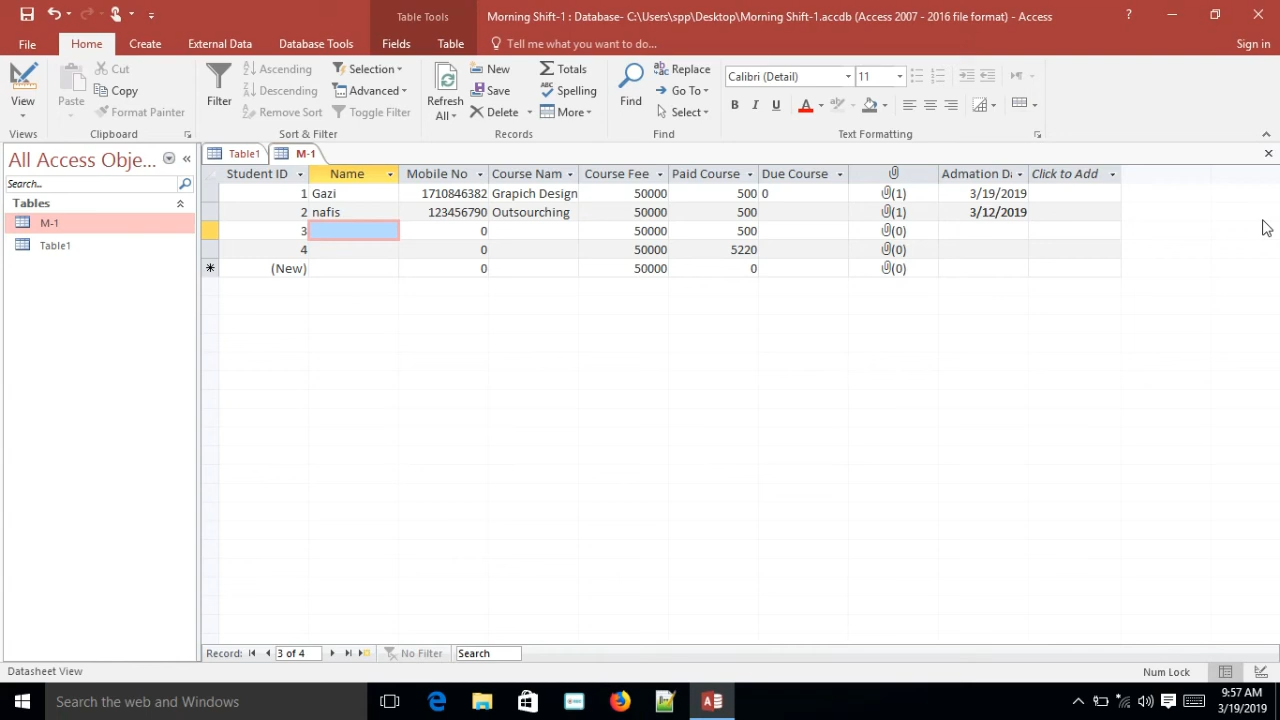 Table Tools
Morning Shift-1 : Database- C:\Users\spp\Desktop\Morning Shift-1.accdb (Access 2007 - 2016 file format) - Access
?
File Home Create External Data Database Tools Fields Table Tell me what you want to do... Sign in
View
Views
Paste
Cut
Copy
Format Painter
Clipboard
Filter
Ascending
Descending
Remove Sort
Selection
Advanced
Toggle Filter
Sort & Filter
Refresh
All
New
Save
Delete
Totals
Spelling
More
Records
Find
Replace
Go To
Select
Find
Calibri (Detail) 11
B I U A ab
Text Formatting
All Access Obje...
Search...
Tables
M-1
Table1
Table1 M-1
Student ID Name Mobile No Course Nam Course Fee Paid Course Due Course Admation Da Click to Add
1 Gazi 1710846382 Grapich Design 50000 500 0 (1) 3/19/2019
2 nafis 123456790 Outsourching 50000 500 (1) 3/12/2019
3 0 50000 500 (0)
4 0 50000 5220 (0)
* (New) 0 50000 0 (0)
Record: 3 of 4 No Filter Search
Datasheet View Num Lock
Search the web and Windows
9:57 AM
3/19/2019